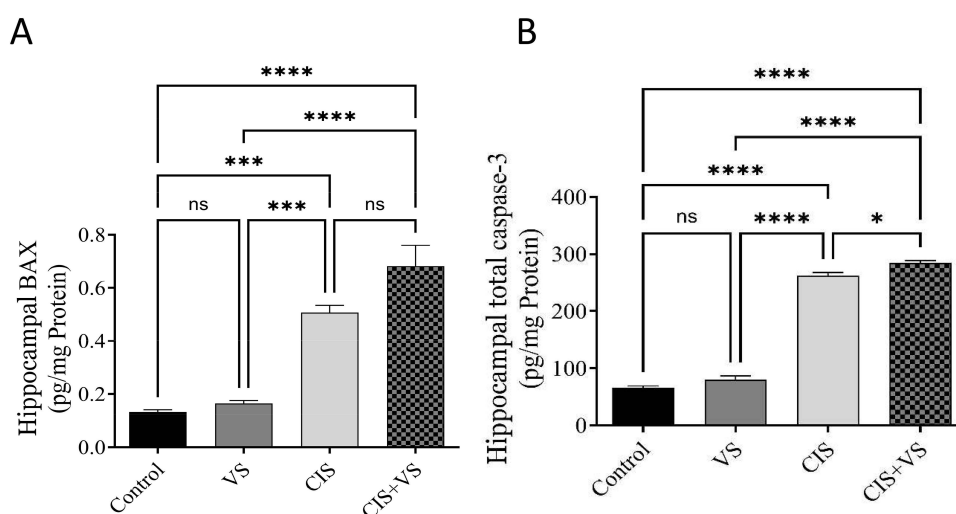 A
****
****
***
ns
***
ns
Hippocampal BAX
(pg/mg Protein)
0.8
0.6
0.4
0.2
0.0
Control
VS
CIS
CIS+VS
B
****
****
****
ns
****
*
Hippocampal total caspase-3
(pg/mg Protein)
400
300
200
100
0
Control
VS
CIS
CIS+VS